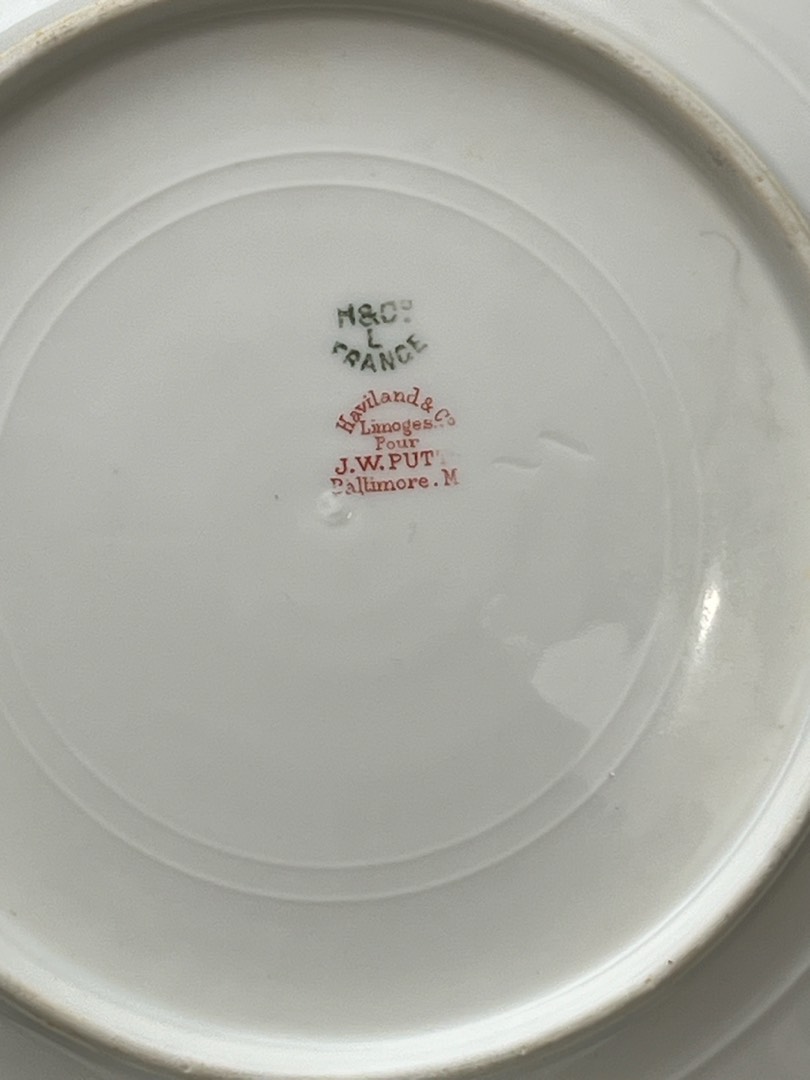 H&Co
L
FRANCE
Haviland & Co
Limoges
Pour
J.W. PUT
Baltimore. M